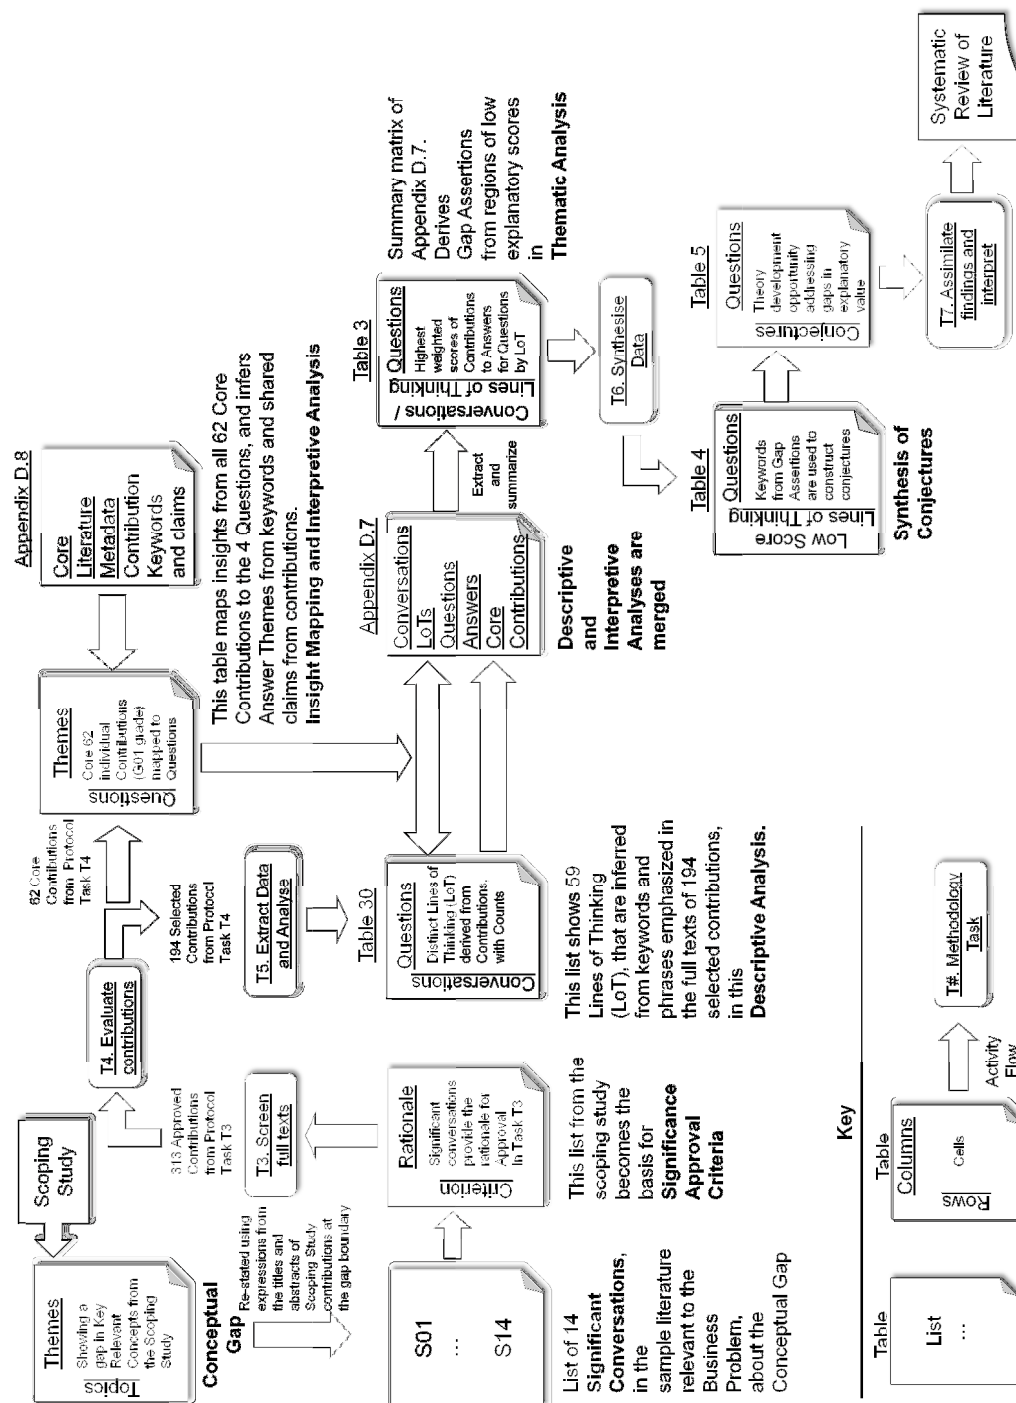 Scoping
Study
Themes
Topics
Showing a
gap in Key
Relevant
Concepts from
the Scoping
Study
Conceptual
Gap
Re-stated using
expressions from
the titles and
abstracts of
Scoping Study
contributions at
the gap boundary
S01
...
S14
List of 14
Significant
Conversations,
in the
sample literature
relevant to the
Business
Problem,
about the
Conceptual Gap
Rationale
Criterion
Significant
conversations
provide the
rationale for
Approval
In Task T3
This list from the
scoping study
becomes the
basis for
Significance
Approval
Criteria
T3. Screen
full texts
313 Approved
Contributions
from Protocol
Task T3
T4. Evaluate
contributions
62 Core
Contributions
from Protocol
Task T4
194 Selected
Contributions
from Protocol
Task T4
T5. Extract Data
and Analyse
Table 30
Questions
Conversations
Distinct Lines of
Thinking (LoT)
derived from
Contributions.
with Counts
This list shows 59
Lines of Thinking
(LoT), that are inferred
from keywords and
phrases emphasized in
the full texts of 194
selected contributions,
in this
Descriptive Analysis.
Themes
Questions
Core 62
individual
Contributions
(G01 grade)
mapped to
Questions
Appendix D.8
Core
Literature
Metadata
Contribution
Keywords
and claims
This table maps insights from all 62 Core
Contributions to the 4 Questions, and infers
Answer Themes from keywords and shared
claims from contributions.
Insight Mapping and Interpretive Analysis
Appendix D.7
Conversations
LoTs
Questions
Answers
Core
Contributions
Descriptive
and
Interpretive
Analyses are
merged
Extract
and
summarize
Table 3
Questions
Conversations /
Lines of Thinking
Highest
weighted
scores of
Contributions
to Answers
for Questions
by LoT
Summary matrix of
Appendix D.7.
Derives
Gap Assertions
from regions of low
explanatory scores
in
Thematic Analysis
T6. Synthesise
Data
Table 4
Questions
Low Score
Lines of Thinking
Keywords
from Gap
Assertions
are used to
construct
conjectures
Synthesis of
Conjectures
Table 5
Questions
Conjectures
Theory
development
opportunity
addressing
gaps in
explanatory
value
T7. Assimilate
findings and
interpret
Systematic
Review of
Literature
Key
Table
List
...
Table
Columns
Rows
Cells
Activity
Flow
T#. Methodology
Task